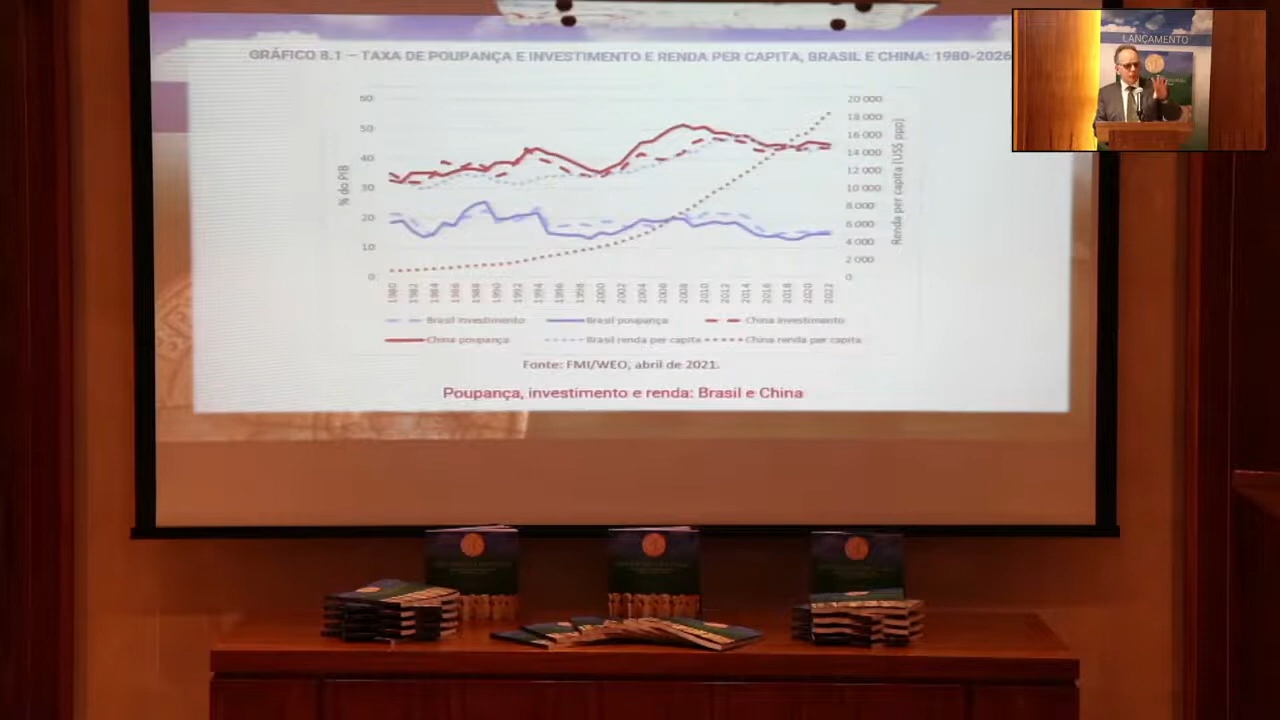 GRÁFICO 8.1 – TAXA DE POUPANÇA E INVESTIMENTO E RENDA PER CAPITA, BRASIL E CHINA: 1980-2026
LANÇAMENTO
60
50
40
30
20
10
0
% do PIB
20 000
18 000
16 000
14 000
12 000
10 000
8 000
6 000
4 000
2 000
0
Renda per capita (US$ ppp)
1980 1982 1984 1986 1988 1990 1992 1994 1996 1998 2000 2002 2004 2006 2008 2010 2012 2014 2016 2018 2020 2022
Brasil investimento Brasil poupança China investimento
China poupança Brasil renda per capita China renda per capita
Fonte: FMI/WEO, abril de 2021.
Poupança, investimento e renda: Brasil e China